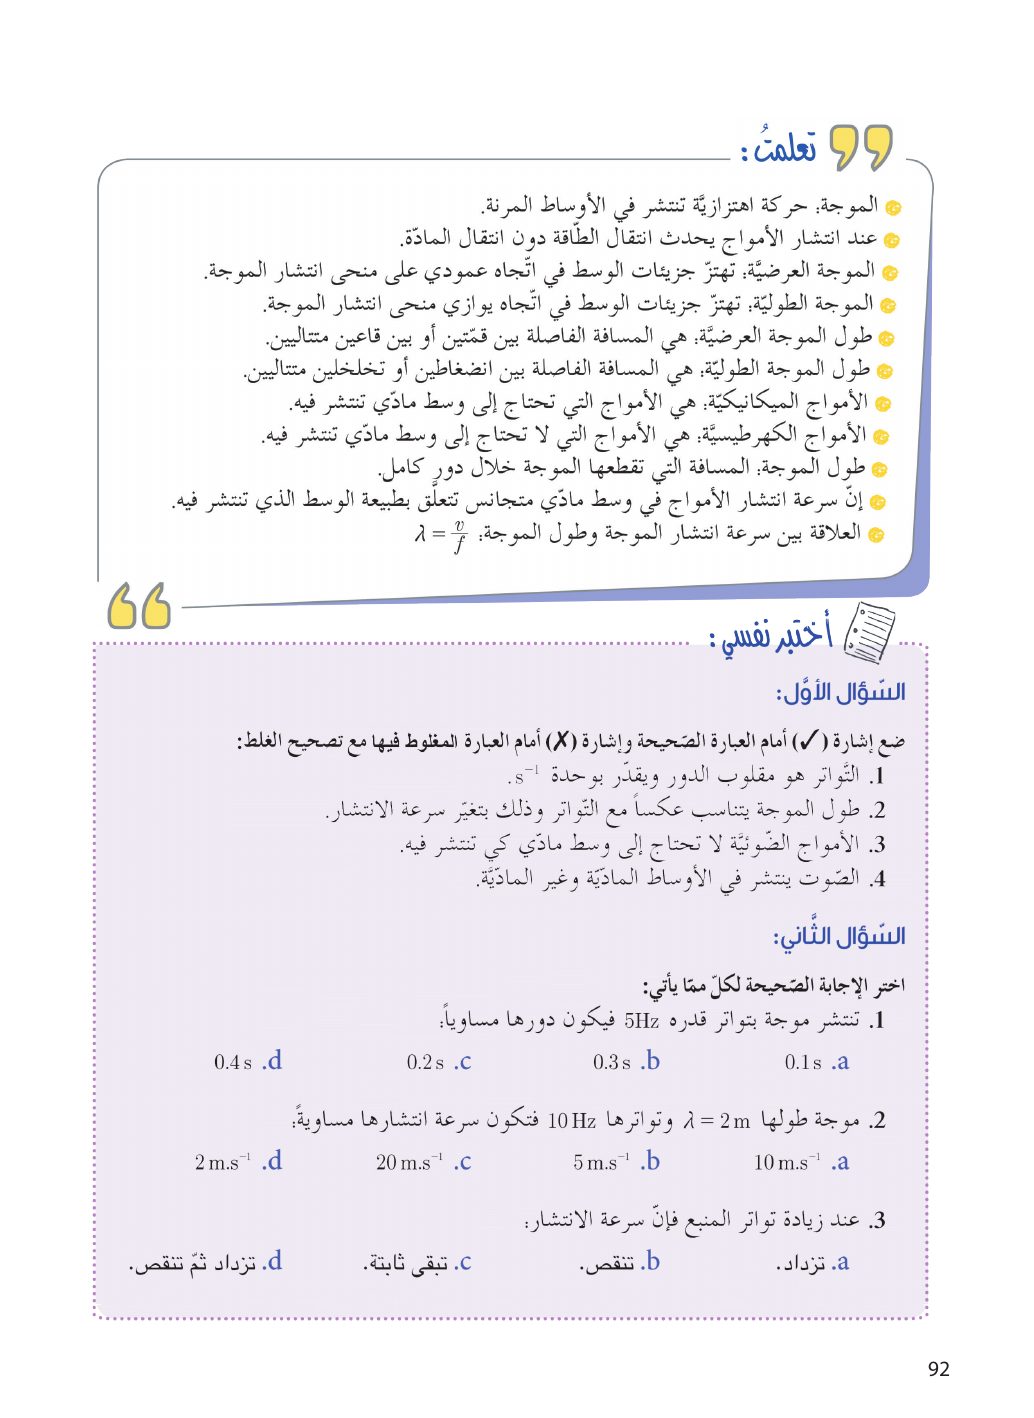 تعلمتُ:
الموجة: حركة اهتزازيَّة تنتشر في الأوساط المرنة.
عند انتشار الأمواج يحدث انتقال الطّاقة دون انتقال المادّة.
الموجة العرضيَّة: تهتزّ جزيئات الوسط في اتّجاه عمودي على منحى انتشار الموجة.
الموجة الطوليّة: تهتزّ جزيئات الوسط في اتّجاه يوازي منحى انتشار الموجة.
طول الموجة العرضيَّة: هي المسافة الفاصلة بين قمّتين أو بين قاعين متتاليين.
طول الموجة الطوليّة: هي المسافة الفاصلة بين انضغاطين أو تخلخلين متتاليين.
الأمواج الميكانيكيّة: هي الأمواج التي تحتاج إلى وسط مادّي تنتشر فيه.
الأمواج الكهرطيسيَّة: هي الأمواج التي لا تحتاج إلى وسط مادّي تنتشر فيه.
طول الموجة: المسافة التي تقطعها الموجة خلال دور كامل.
إنّ سرعة انتشار الأمواج في وسط مادّي متجانس تتعلَّق بطبيعة الوسط الذي تنتشر فيه.
العلاقة بين سرعة انتشار الموجة وطول الموجة: λ = v/f
أختبر نفسي:
السّؤال الأوَّل:
ضع إشارة (✓) أمام العبارة الصّحيحة وإشارة (✗) أمام العبارة المغلوط فيها مع تصحيح الغلط:
1. التَّواتر هو مقلوب الدور ويقدّر بوحدة s⁻¹.
2. طول الموجة يتناسب عكساً مع التّواتر وذلك بتغيّر سرعة الانتشار.
3. الأمواج الضّوئيَّة لا تحتاج إلى وسط مادّي كي تنتشر فيه.
4. الصّوت ينتشر في الأوساط المادّيّة وغير المادّيَّة.
السّؤال الثَّاني:
اختر الإجابة الصّحيحة لكلّ ممّا يأتي:
1. تنتشر موجة بتواتر قدره 5Hz فيكون دورها مساوياً:
a. 0.1 s b. 0.3 s c. 0.2 s d. 0.4 s
2. موجة طولها λ = 2 m وتواترها 10 Hz فتكون سرعة انتشارها مساويةً:
a. 10 m.s⁻¹ b. 5 m.s⁻¹ c. 20 m.s⁻¹ d. 2 m.s⁻¹
3. عند زيادة تواتر المنبع فإنّ سرعة الانتشار:
a. تزداد. b. تنقص. c. تبقى ثابتة. d. تزداد ثمّ تنقص.
92